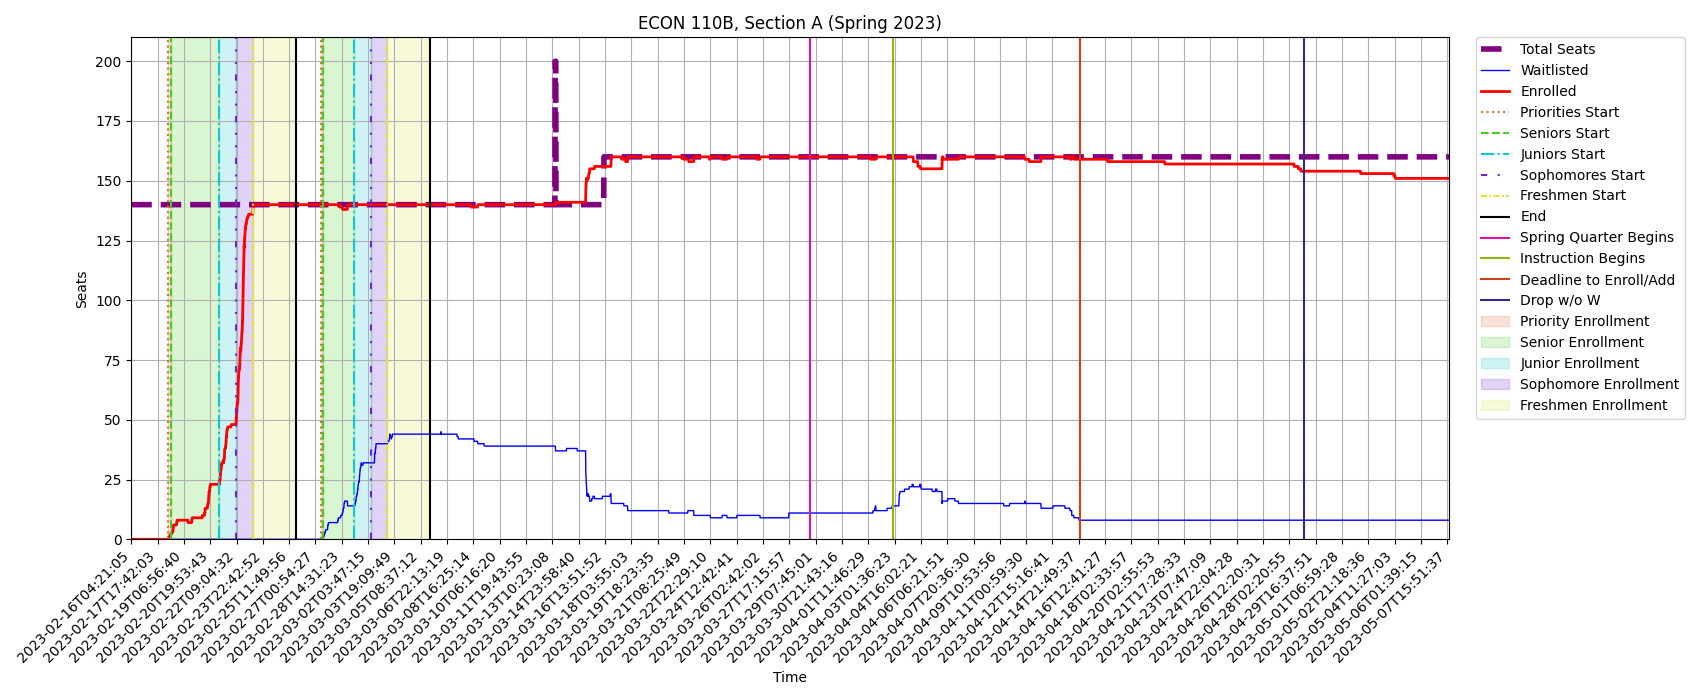 ECON 110B, Section A (Spring 2023)
200
175
150
125
100
75
50
25
0
Seats
2023-02-16T04:21:05
2023-02-17T17:42:03
2023-02-19T06:56:40
2023-02-20T19:53:43
2023-02-22T09:04:32
2023-02-23T22:42:52
2023-02-25T11:49:56
2023-02-27T00:54:27
2023-02-28T14:31:23
2023-03-02T03:47:15
2023-03-03T19:09:49
2023-03-05T08:37:12
2023-03-06T22:13:19
2023-03-08T16:25:14
2023-03-10T06:16:20
2023-03-11T19:43:55
2023-03-13T10:23:08
2023-03-14T23:58:40
2023-03-16T13:51:52
2023-03-18T03:55:03
2023-03-19T18:23:35
2023-03-21T08:25:49
2023-03-22T22:29:10
2023-03-24T12:42:41
2023-03-26T02:42:02
2023-03-27T17:15:57
2023-03-29T07:45:01
2023-03-30T21:43:16
2023-04-01T11:46:29
2023-04-03T01:36:23
2023-04-04T16:02:21
2023-04-06T06:21:51
2023-04-07T20:36:30
2023-04-09T10:53:56
2023-04-11T00:59:30
2023-04-12T15:16:41
2023-04-14T21:49:37
2023-04-16T12:41:27
2023-04-18T02:33:57
2023-04-20T02:55:53
2023-04-21T17:28:33
2023-04-23T07:47:09
2023-04-24T22:04:28
2023-04-26T12:20:31
2023-04-28T02:20:55
2023-04-29T16:37:51
2023-05-01T06:59:28
2023-05-02T21:18:36
2023-05-04T11:27:03
2023-05-06T01:39:15
2023-05-07T15:51:37
Time
Total Seats
Waitlisted
Enrolled
Priorities Start
Seniors Start
Juniors Start
Sophomores Start
Freshmen Start
End
Spring Quarter Begins
Instruction Begins
Deadline to Enroll/Add
Drop w/o W
Priority Enrollment
Senior Enrollment
Junior Enrollment
Sophomore Enrollment
Freshmen Enrollment